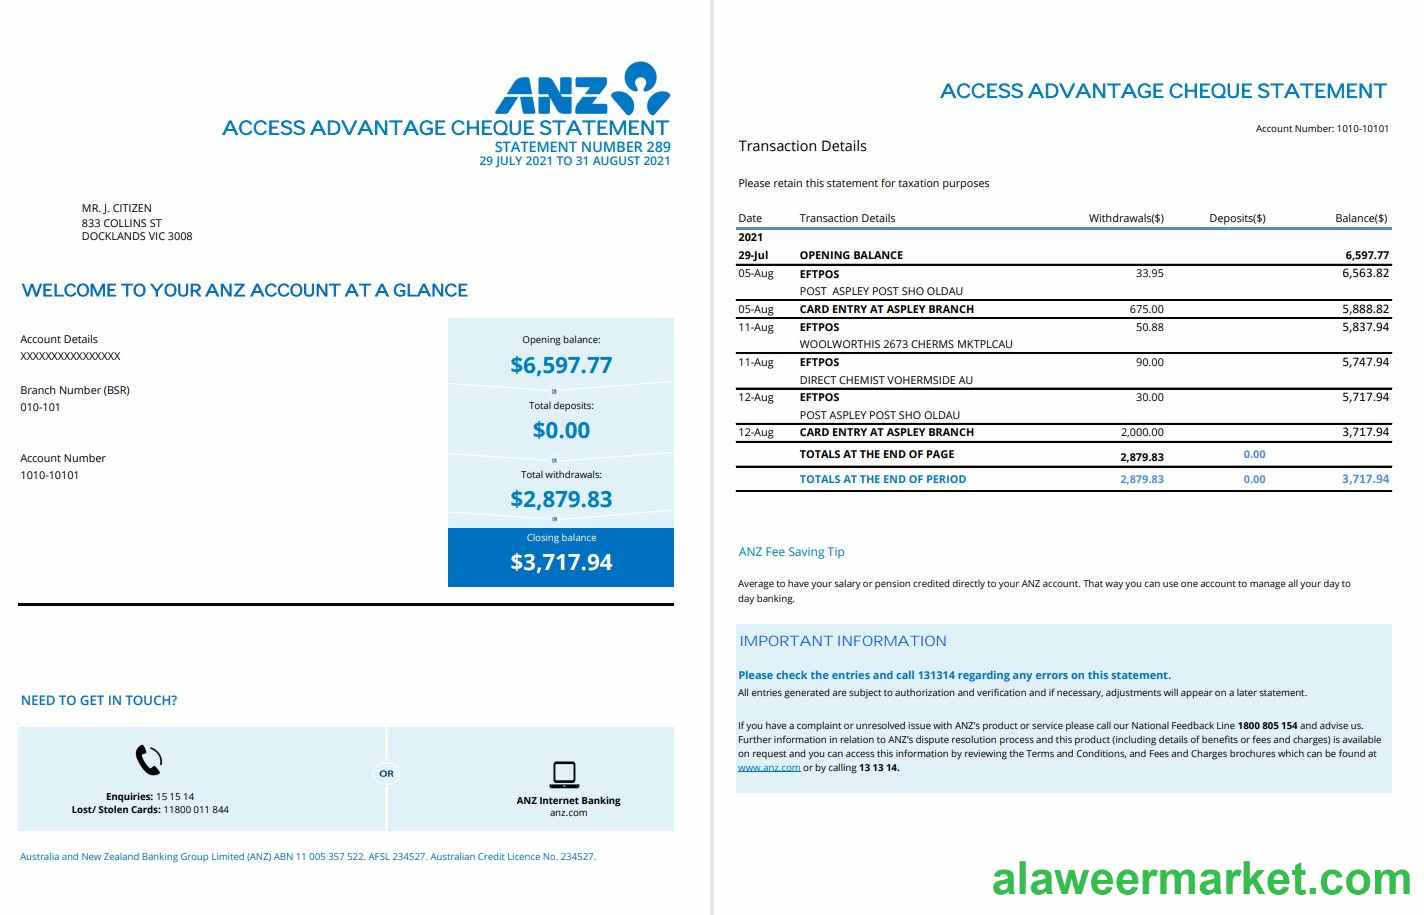 ANZ
ACCESS ADVANTAGE CHEQUE STATEMENT
STATEMENT NUMBER 289
29 JULY 2021 TO 31 AUGUST 2021
MR. J. CITIZEN
833 COLLINS ST
DOCKLANDS VIC 3008
WELCOME TO YOUR ANZ ACCOUNT AT A GLANCE
Account Details
XXXXXXXXXXXXXXXX
Branch Number (BSR)
010-101
Account Number
1010-10101
Opening balance:
$6,597.77
Total deposits:
$0.00
Total withdrawals:
$2,879.83
Closing balance
$3,717.94
NEED TO GET IN TOUCH?
Enquiries: 15 15 14
Lost/ Stolen Cards: 11800 011 844
OR
ANZ Internet Banking
anz.com
Australia and New Zealand Banking Group Limited (ANZ) ABN 11 005 357 522. AFSL 234527. Australian Credit Licence No. 234527.
ACCESS ADVANTAGE CHEQUE STATEMENT
Account Number: 1010-10101
Transaction Details
Please retain this statement for taxation purposes
Date Transaction Details Withdrawals($) Deposits($) Balance($)
2021
29-Jul OPENING BALANCE 6,597.77
05-Aug EFTPOS 33.95 6,563.82
POST ASPLEY POST SHO OLDAU
05-Aug CARD ENTRY AT ASPLEY BRANCH 675.00 5,888.82
11-Aug EFTPOS 50.88 5,837.94
WOOLWORTHIS 2673 CHERMS MKTPLCAU
11-Aug EFTPOS 90.00 5,747.94
DIRECT CHEMIST VOHERMSIDE AU
12-Aug EFTPOS 30.00 5,717.94
POST ASPLEY POST SHO OLDAU
12-Aug CARD ENTRY AT ASPLEY BRANCH 2,000.00 3,717.94
TOTALS AT THE END OF PAGE 2,879.83 0.00
TOTALS AT THE END OF PERIOD 2,879.83 0.00 3,717.94
ANZ Fee Saving Tip
Average to have your salary or pension credited directly to your ANZ account. That way you can use one account to manage all your day to
day banking.
IMPORTANT INFORMATION
Please check the entries and call 131314 regarding any errors on this statement.
All entries generated are subject to authorization and verification and if necessary, adjustments will appear on a later statement.
If you have a complaint or unresolved issue with ANZ's product or service please call our National Feedback Line 1800 805 154 and advise us.
Further information in relation to ANZ's dispute resolution process and this product (including details of benefits or fees and charges) is available
on request and you can access this information by reviewing the Terms and Conditions, and Fees and Charges brochures which can be found at
www.anz.com or by calling 13 13 14.
alaweermarket.com